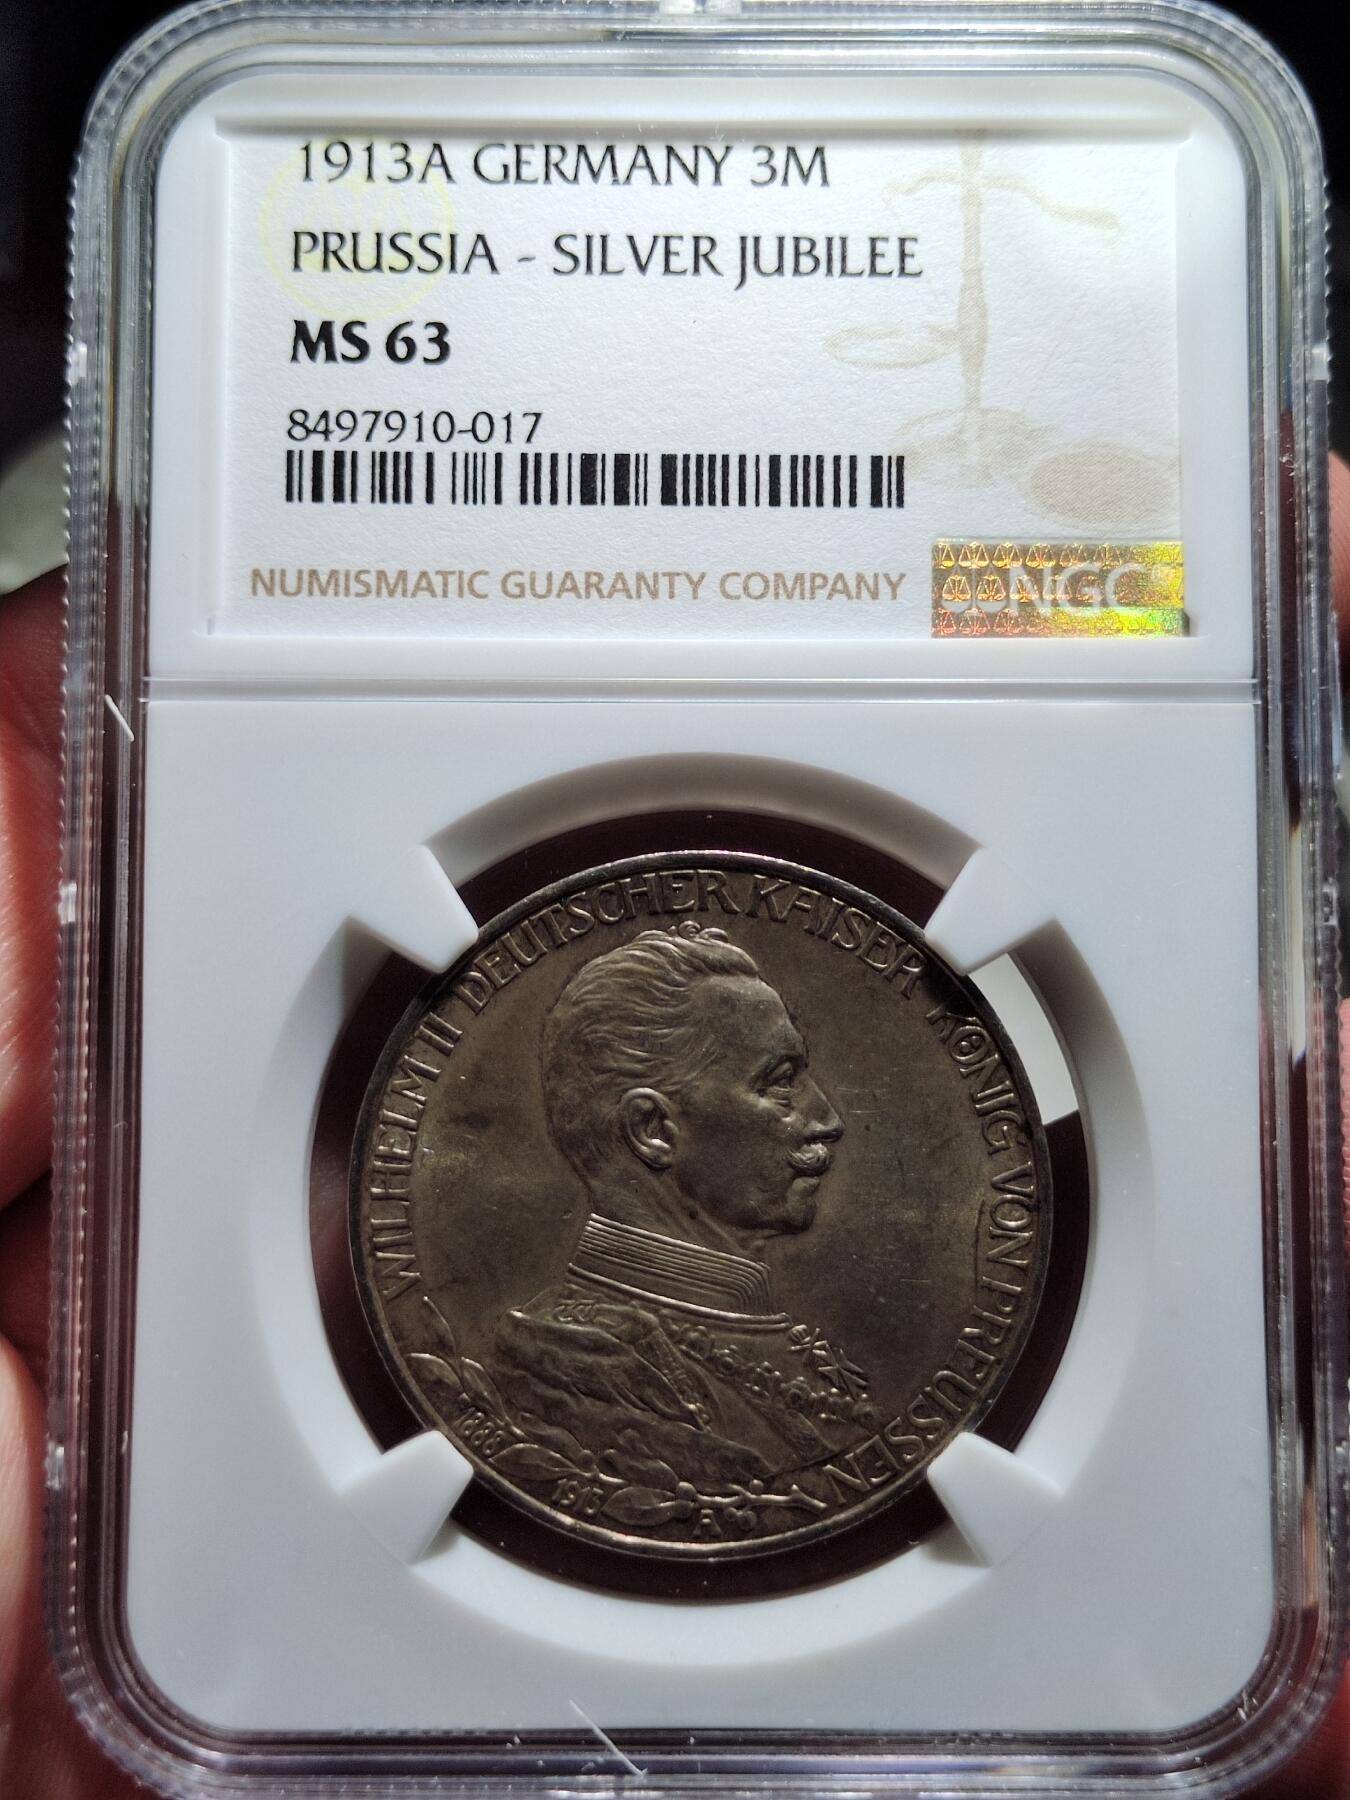 1913A GERMANY 3M
PRUSSIA - SILVER JUBILEE
MS 63
8497910-017
NUMISMATIC GUARANTY COMPANY
NGC
WILHELM II DEUTSCHER KAISER KÖNIG VON PREUSSEN
1888
1913
A